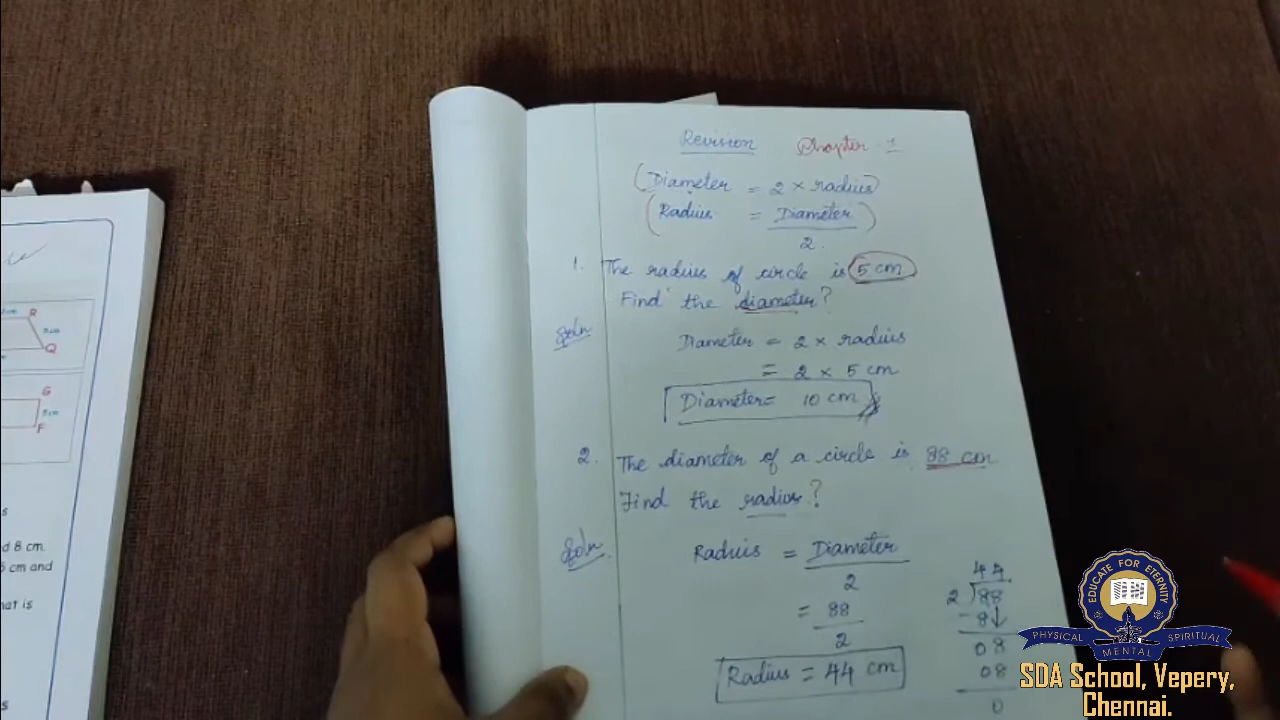 Revision Chapter - 1
(Diameter = 2 × radius)
(Radius = Diameter)
2
1. The radius of circle is 5 cm
Find the diameter?
Soln
Diameter = 2 × radius
= 2 × 5 cm
Diameter = 10 cm
2. The diameter of a circle is 88 cm
Find the radius?
Soln
Radius = Diameter
2
= 88
2
Radius = 44 cm
44
2 88
- 8↓
08
08
0
R
Q
G
5cm
F
d 8 cm.
cm and
hat is
EDUCATE FOR ETERNITY
PHYSICAL MENTAL SPIRITUAL
SDA School, Vepery,
Chennai.